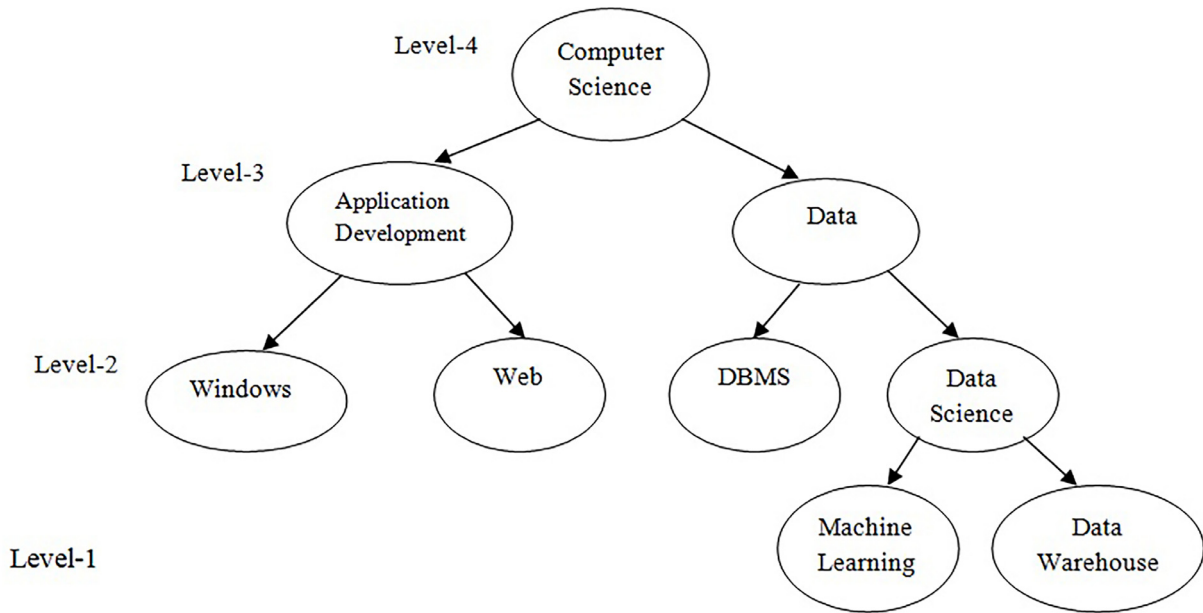 Level-4
Computer
Science
Level-3
Application
Development
Data
Level-2
Windows
Web
DBMS
Data
Science
Level-1
Machine
Learning
Data
Warehouse